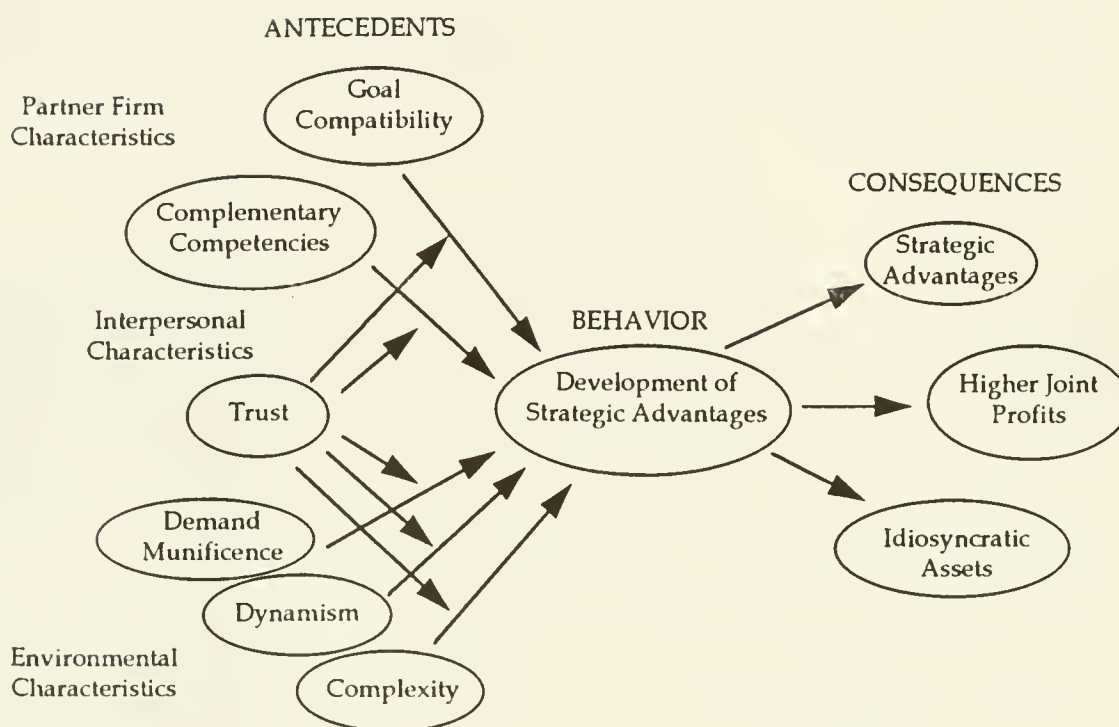 ANTECEDENTS
Partner Firm
Characteristics
Goal
Compatibility
Complementary
Competencies
Interpersonal
Characteristics
Trust
Demand
Munificence
Dynamism
Environmental
Characteristics
Complexity
BEHAVIOR
Development of
Strategic Advantages
CONSEQUENCES
Strategic
Advantages
Higher Joint
Profits
Idiosyncratic
Assets